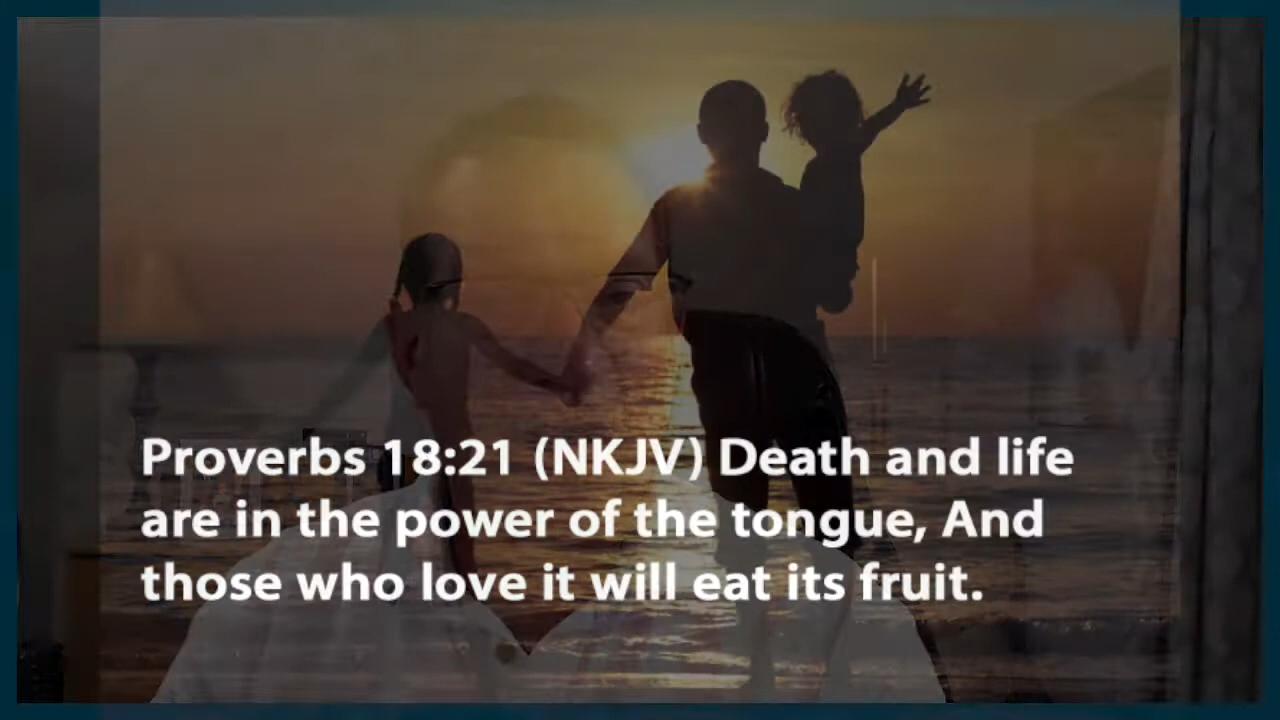 Proverbs 18:21 (NKJV) Death and life
are in the power of the tongue, And
those who love it will eat its fruit.